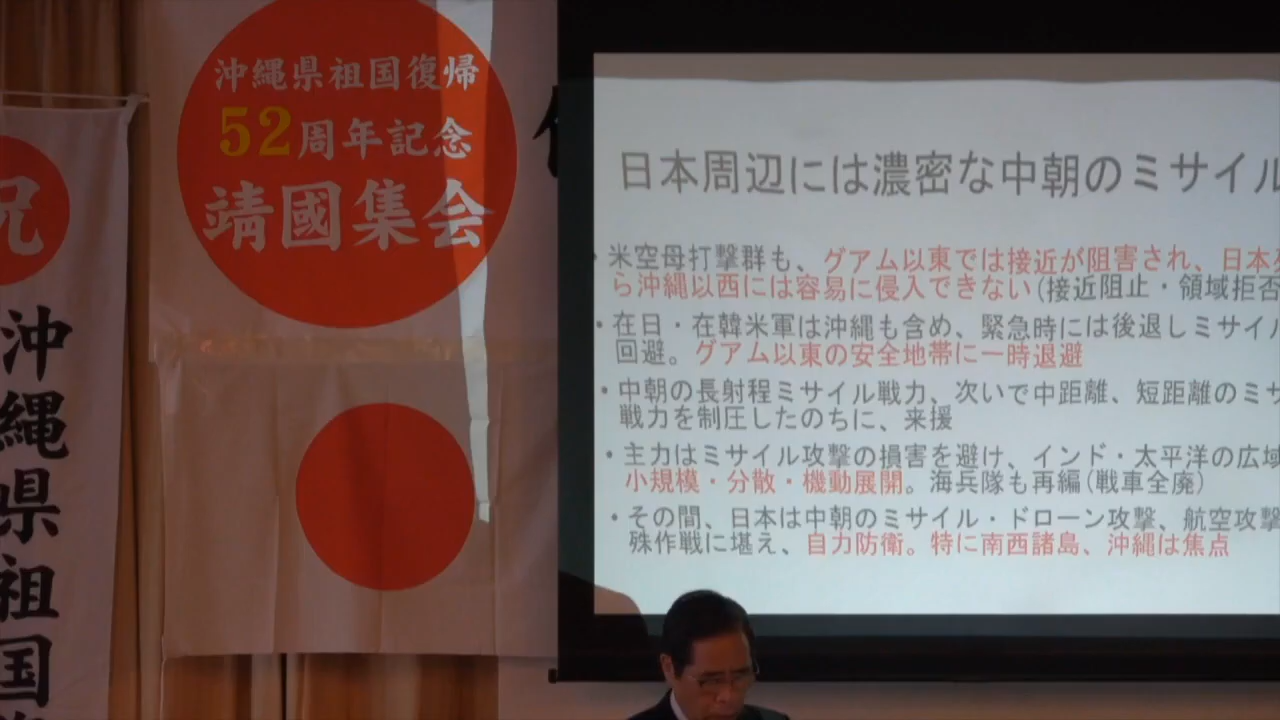 沖縄県祖国復帰
52周年記念
靖國集会
祝
沖縄県祖国
日本周辺には濃密な中朝のミサイル
・米空母打撃群も、グアム以東では接近が阻害され、日本
ら沖縄以西には容易に侵入できない(接近阻止・領域拒否
・在日・在韓米軍は沖縄も含め、緊急時には後退しミサイル
回避。グアム以東の安全地帯に一時退避
・中朝の長射程ミサイル戦力、次いで中距離、短距離のミサ
戦力を制圧したのちに、来援
・主力はミサイル攻撃の損害を避け、インド・太平洋の広域
小規模・分散・機動展開。海兵隊も再編(戦車全廃)
・その間、日本は中朝のミサイル・ドローン攻撃、航空攻撃
殊作戦に堪え、自力防衛。特に南西諸島、沖縄は焦点